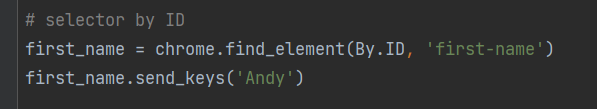 # selector by ID
first_name = chrome.find_element(By.ID, 'first-name')
first_name.send_keys('Andy')